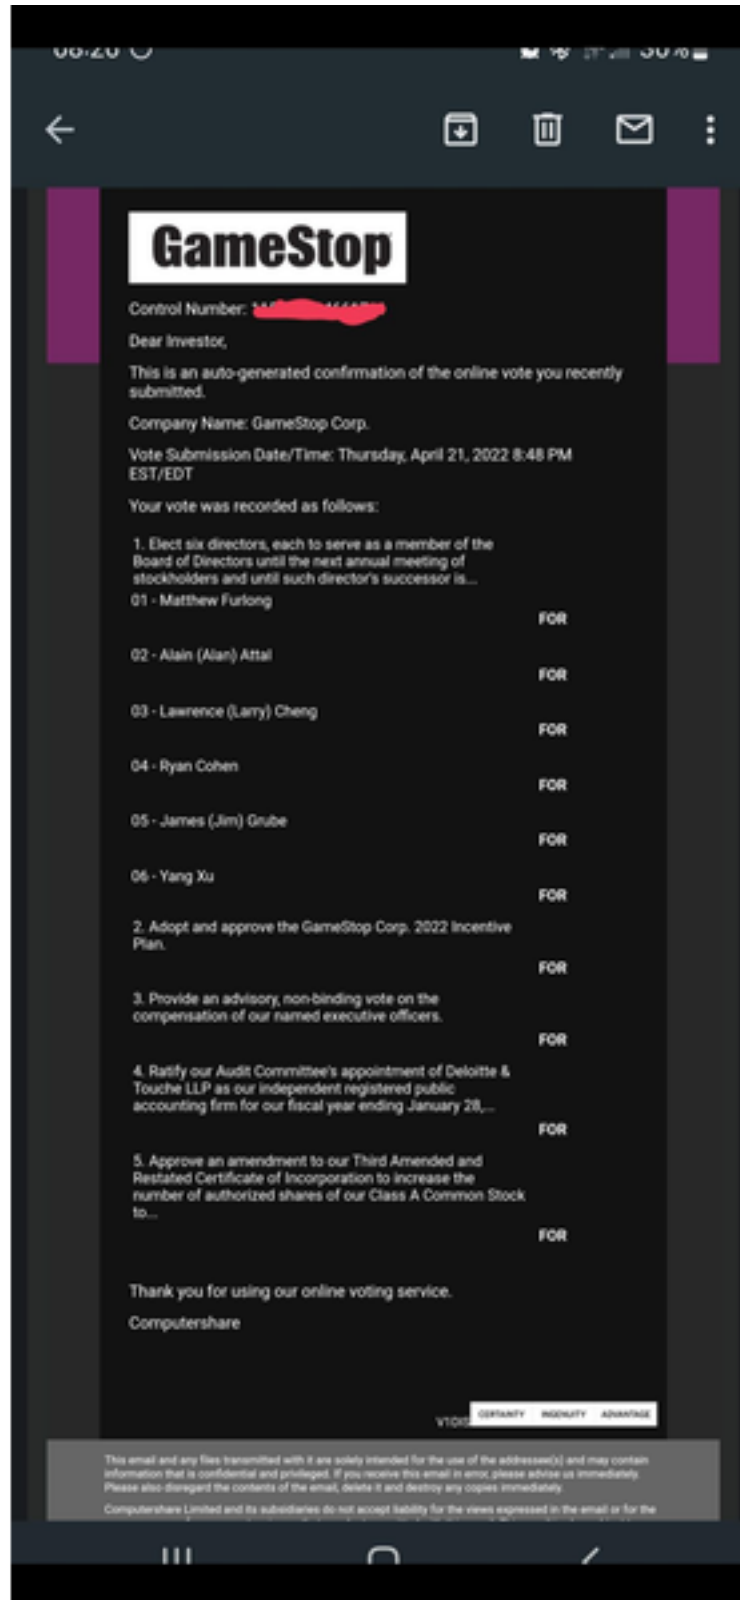 GameStop
Control Number:
Dear Investor,
This is an auto-generated confirmation of the online vote you recently
submitted.
Company Name: GameStop Corp.
Vote Submission Date/Time: Thursday, April 21, 2022 8:48 PM
EST/EDT
Your vote was recorded as follows:
1. Elect six directors, each to serve as a member of the
Board of Directors until the next annual meeting of
stockholders and until such director's successor is...
01 - Matthew Furlong
FOR
02 - Alain (Alan) Attal
FOR
03 - Lawrence (Larry) Cheng
FOR
04 - Ryan Cohen
FOR
05 - James (Jim) Grube
FOR
06 - Yang Xu
FOR
2. Adopt and approve the GameStop Corp. 2022 Incentive
Plan.
FOR
3. Provide an advisory, non-binding vote on the
compensation of our named executive officers.
FOR
4. Ratify our Audit Committee's appointment of Deloitte &
Touche LLP as our independent registered public
accounting firm for our fiscal year ending January 28,...
FOR
5. Approve an amendment to our Third Amended and
Restated Certificate of Incorporation to increase the
number of authorized shares of our Class A Common Stock
to...
FOR
Thank you for using our online voting service.
Computershare
CERTAINTY INGENUITY ADVANTAGE
This email and any files transmitted with it are solely intended for the use of the addressee(s) and may contain
information that is confidential and privileged. If you receive this email in error, please advise us immediately.
Please also disregard the contents of the email, delete it and destroy any copies immediately.
Computershare Limited and its subsidiaries do not accept liability for the views expressed in the email or for the